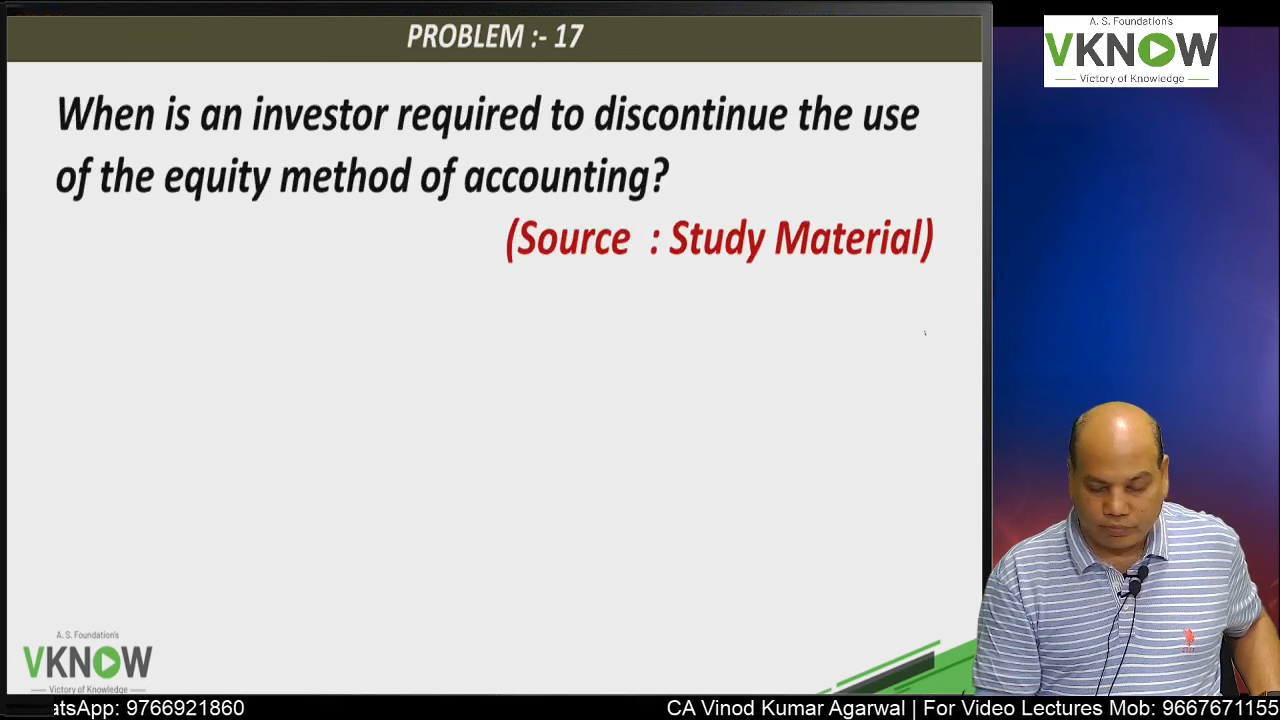 PROBLEM :- 17
A. S. Foundation's
VKNOW
Victory of Knowledge
When is an investor required to discontinue the use
of the equity method of accounting?
(Source : Study Material)
A. S. Foundation's
VKNOW
Victory of Knowledge
atsApp: 9766921860
CA Vinod Kumar Agarwal | For Video Lectures Mob: 9667671155